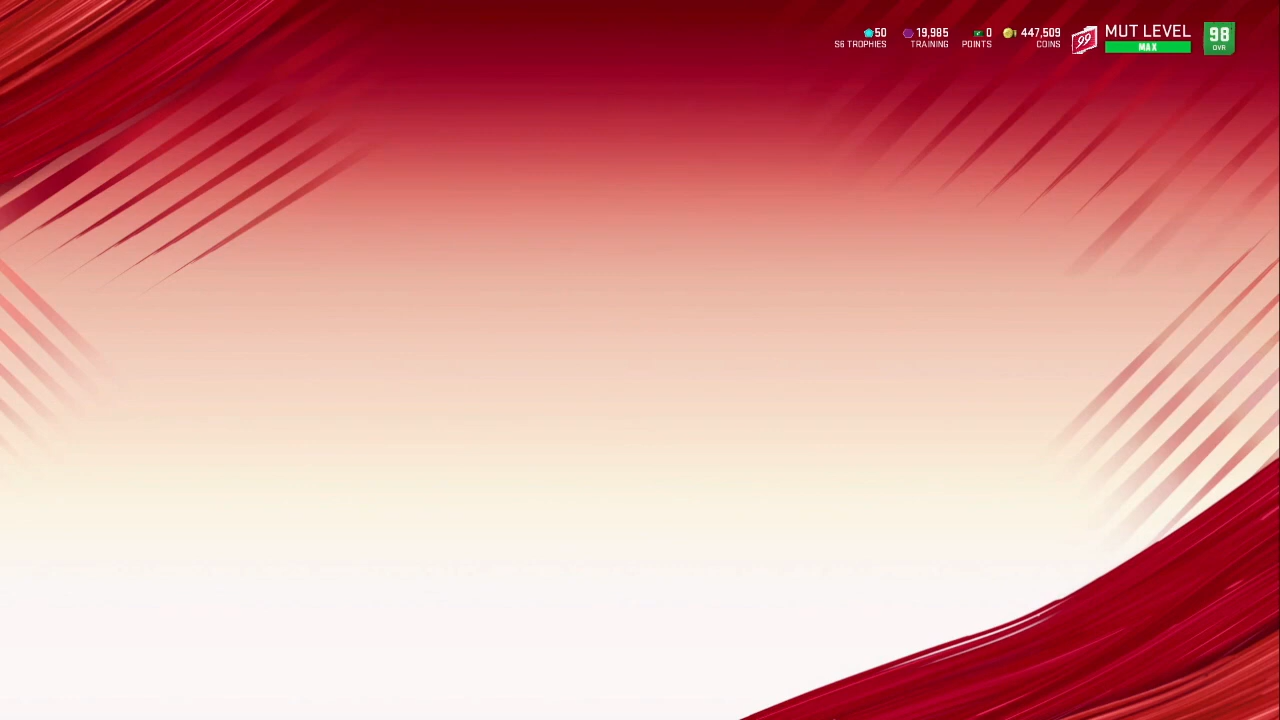 50 19,985 0 447,509 99 MUT LEVEL 98
S6 TROPHIES TRAINING POINTS COINS MAX OVR